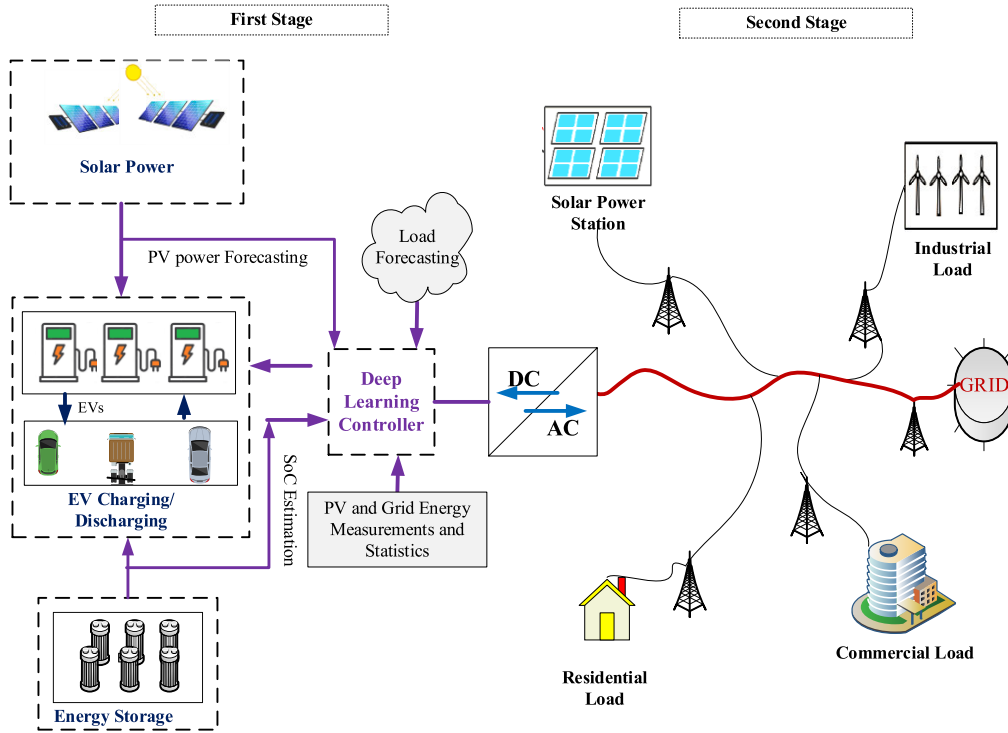 First Stage
Second Stage
Solar Power
PV power Forecasting
Load
Forecasting
Solar Power
Station
Industrial
Load
EVs
EV Charging/
Discharging
Deep
Learning
Controller
SoC Estimation
PV and Grid Energy
Measurements and
Statistics
DC
AC
GRID
Energy Storage
Residential
Load
Commercial Load